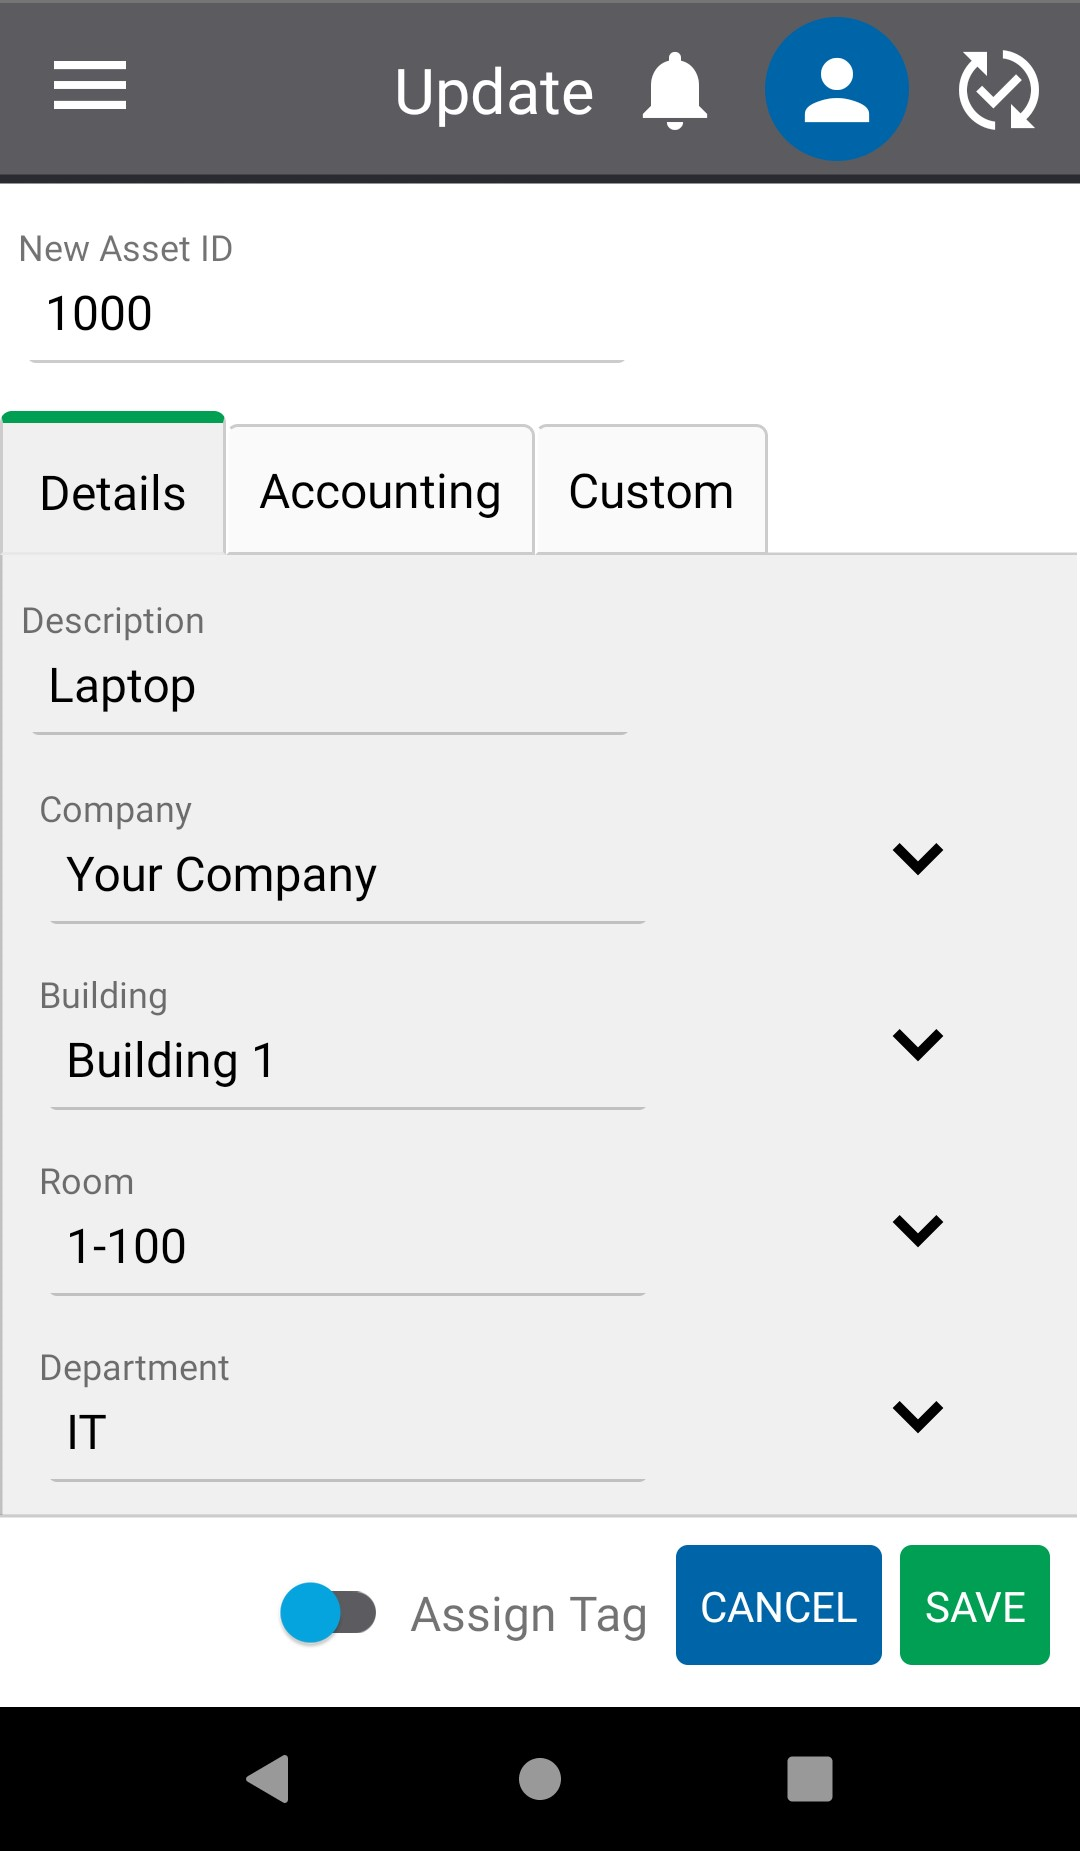 Update
New Asset ID
1000
Details Accounting Custom
Description
Laptop
Company
Your Company
Building
Building 1
Room
1-100
Department
IT
Assign Tag CANCEL SAVE